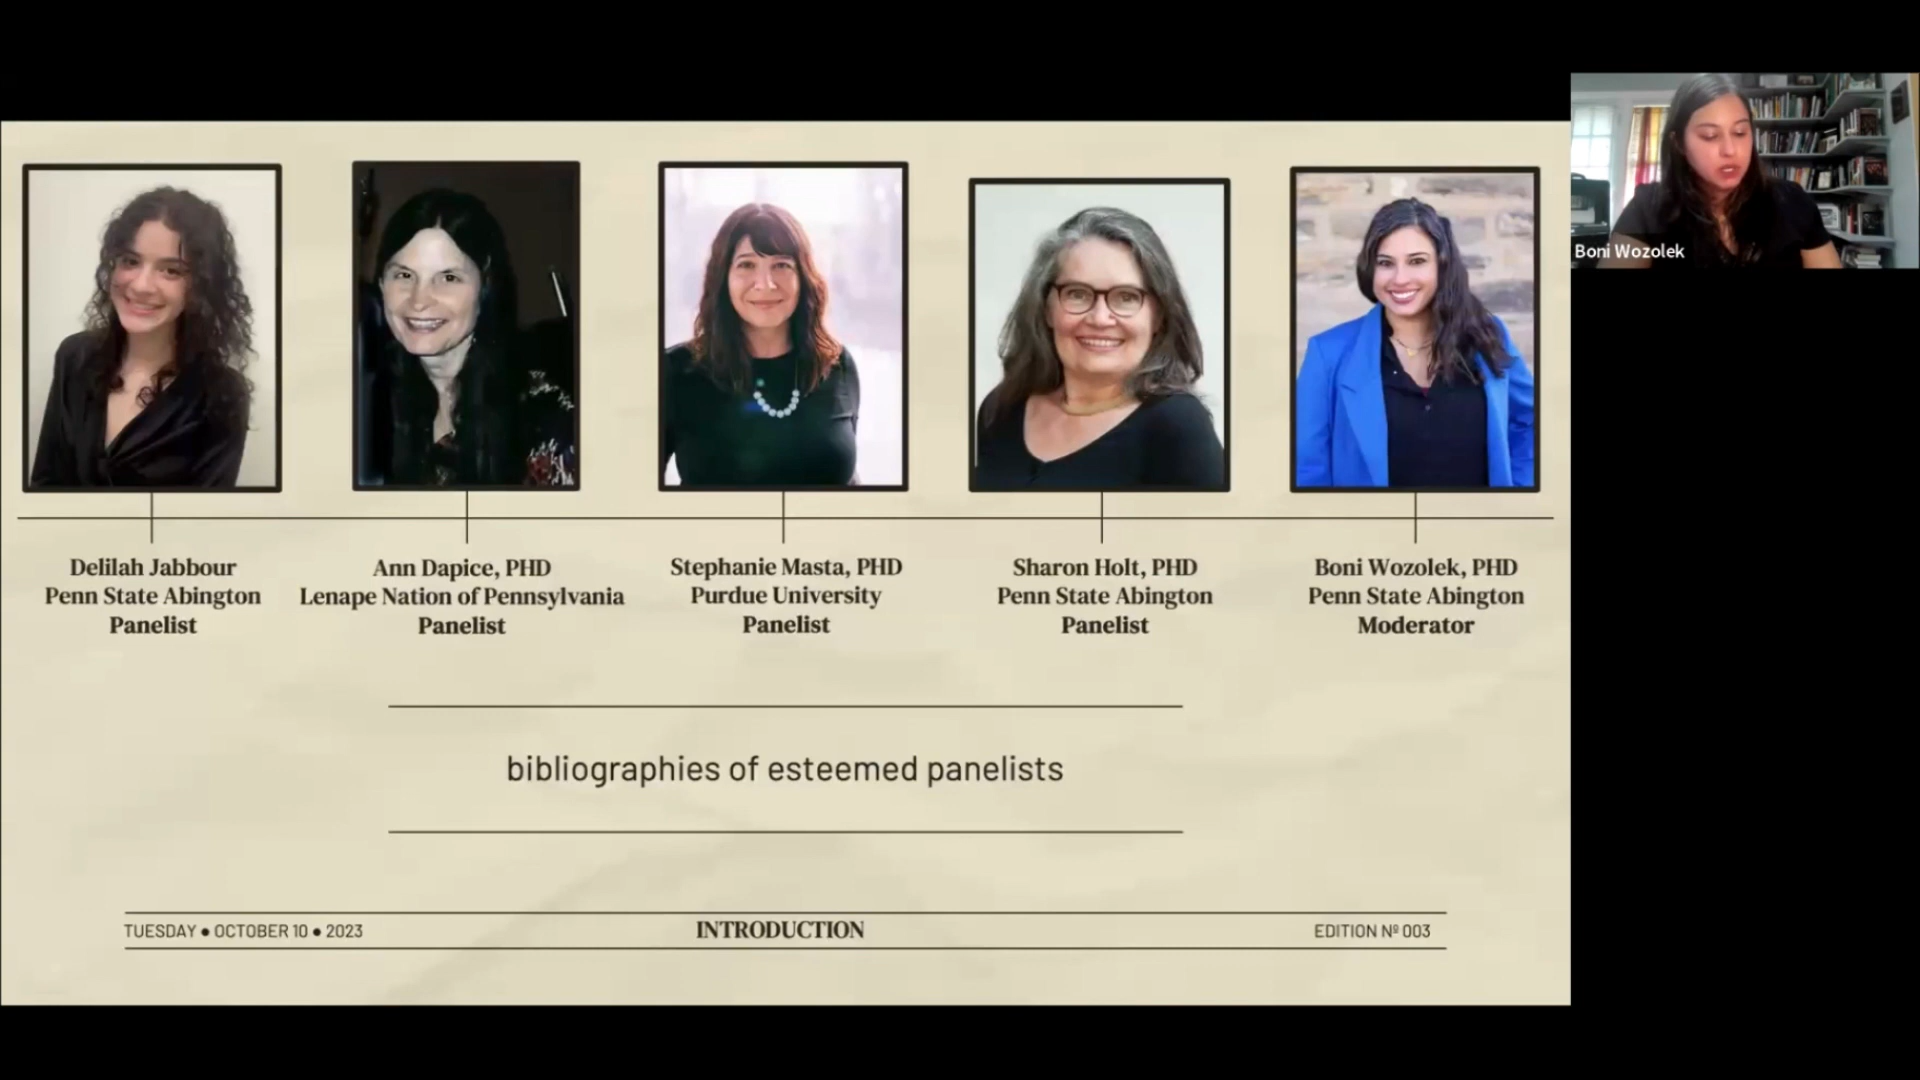 Boni Wozolek
Delilah Jabbour
Penn State Abington
Panelist
Ann Dapice, PHD
Lenape Nation of Pennsylvania
Panelist
Stephanie Masta, PHD
Purdue University
Panelist
Sharon Holt, PHD
Penn State Abington
Panelist
Boni Wozolek, PHD
Penn State Abington
Moderator
bibliographies of esteemed panelists
TUESDAY ● OCTOBER 10 ● 2023
INTRODUCTION
EDITION Nº 003